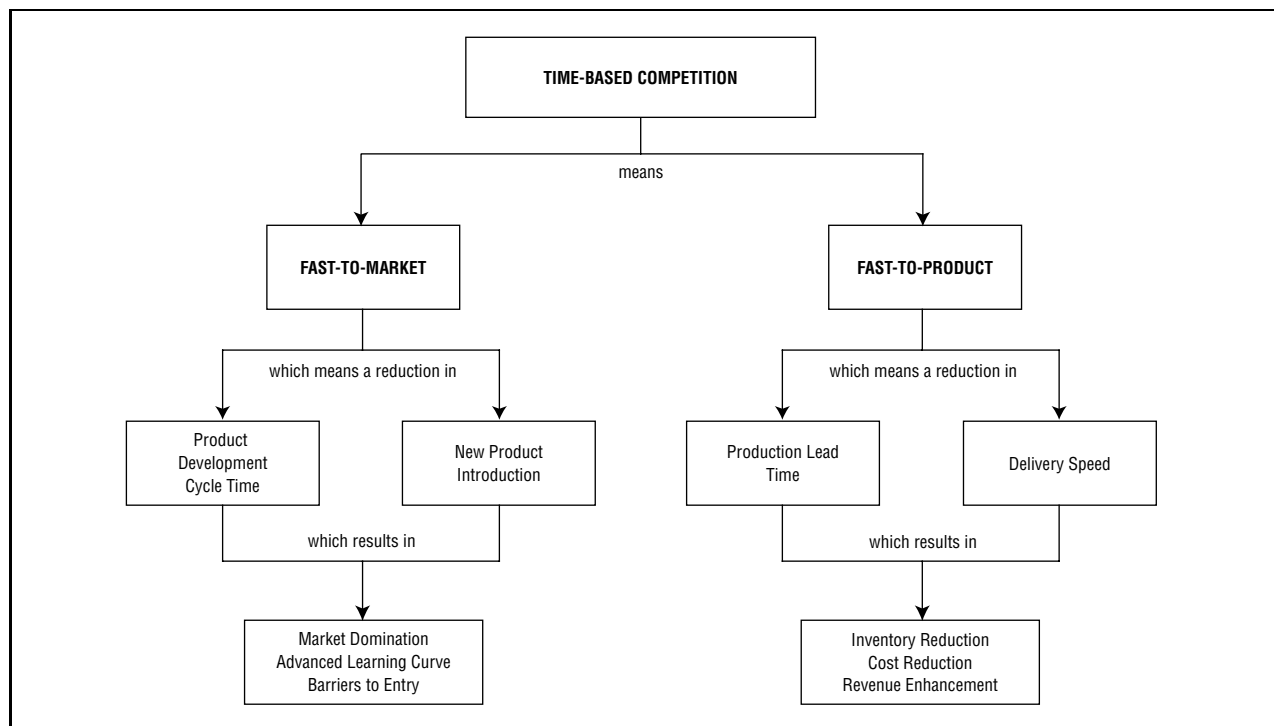 TIME-BASED COMPETITION
means
FAST-TO-MARKET
FAST-TO-PRODUCT
which means a reduction in
which means a reduction in
Product
Development
Cycle Time
New Product
Introduction
Production Lead
Time
Delivery Speed
which results in
which results in
Market Domination
Advanced Learning Curve
Barriers to Entry
Inventory Reduction
Cost Reduction
Revenue Enhancement